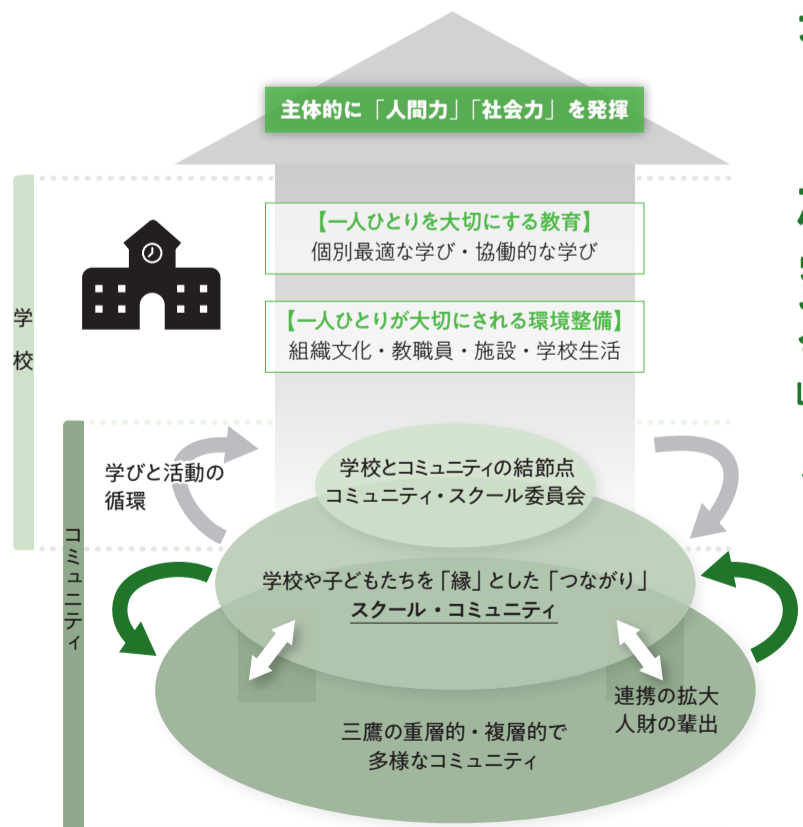 主体的に「人間力」「社会力」を発揮
【一人ひとりを大切にする教育】
個別最適な学び・協働的な学び
【一人ひとりが大切にされる環境整備】
組織文化・教職員・施設・学校生活
学校
学びと活動の
循環
学校とコミュニティの結節点
コミュニティ・スクール委員会
コミュニティ
学校や子どもたちを「縁」とした「つながり」
スクール・コミュニティ
連携の拡大
人財の輩出
三鷹の重層的・複層的で
多様なコミュニティ